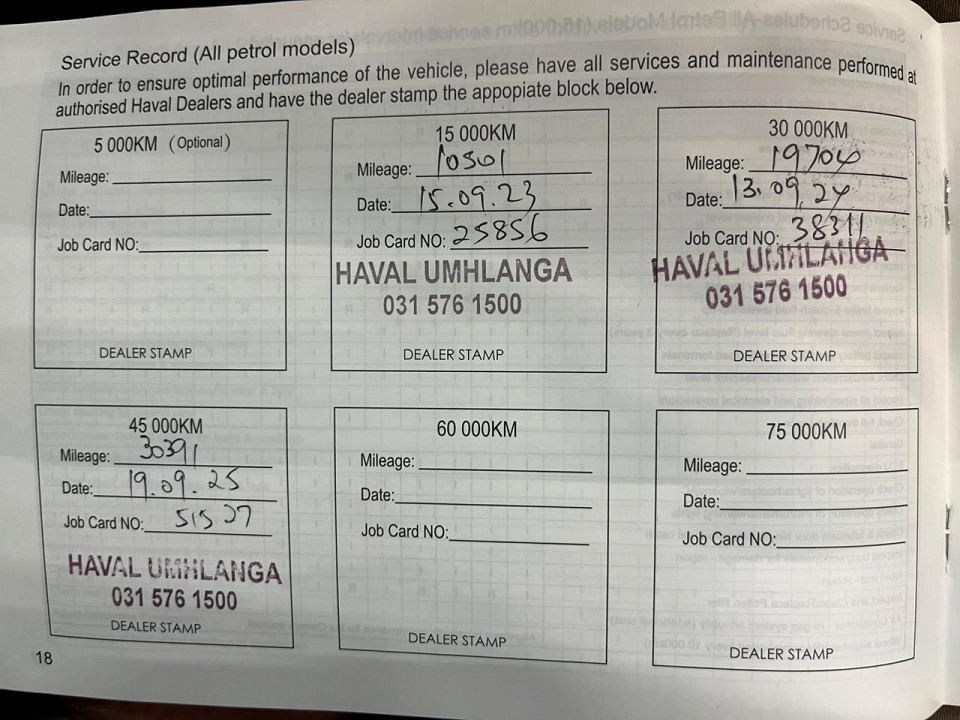 Service Record (All petrol models)
In order to ensure optimal performance of the vehicle, please have all services and maintenance performed at
authorised Haval Dealers and have the dealer stamp the appopiate block below.
5 000KM (Optional)
Mileage:
Date:
Job Card NO:
DEALER STAMP
15 000KM
Mileage: 10501
Date: 15.09.23
Job Card NO: 25856
HAVAL UMHLANGA
031 576 1500
DEALER STAMP
30 000KM
Mileage: 19704
Date: 13.09.24
Job Card NO: 38311
HAVAL UMHLANGA
031 576 1500
DEALER STAMP
45 000KM
Mileage: 30391
Date: 19.09.25
Job Card NO: 51527
HAVAL UMHLANGA
031 576 1500
DEALER STAMP
60 000KM
Mileage:
Date:
Job Card NO:
DEALER STAMP
75 000KM
Mileage:
Date:
Job Card NO:
DEALER STAMP
18